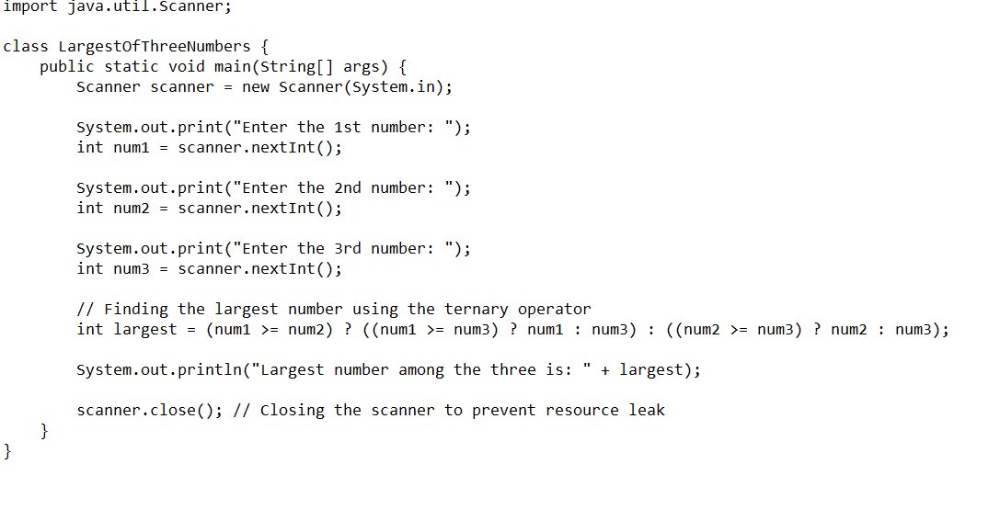 import java.util.Scanner;

class LargestOfThreeNumbers {
    public static void main(String[] args) {
        Scanner scanner = new Scanner(System.in);

        System.out.print("Enter the 1st number: ");
        int num1 = scanner.nextInt();

        System.out.print("Enter the 2nd number: ");
        int num2 = scanner.nextInt();

        System.out.print("Enter the 3rd number: ");
        int num3 = scanner.nextInt();

        // Finding the largest number using the ternary operator
        int largest = (num1 >= num2) ? ((num1 >= num3) ? num1 : num3) : ((num2 >= num3) ? num2 : num3);

        System.out.println("Largest number among the three is: " + largest);

        scanner.close(); // Closing the scanner to prevent resource leak
    }
}